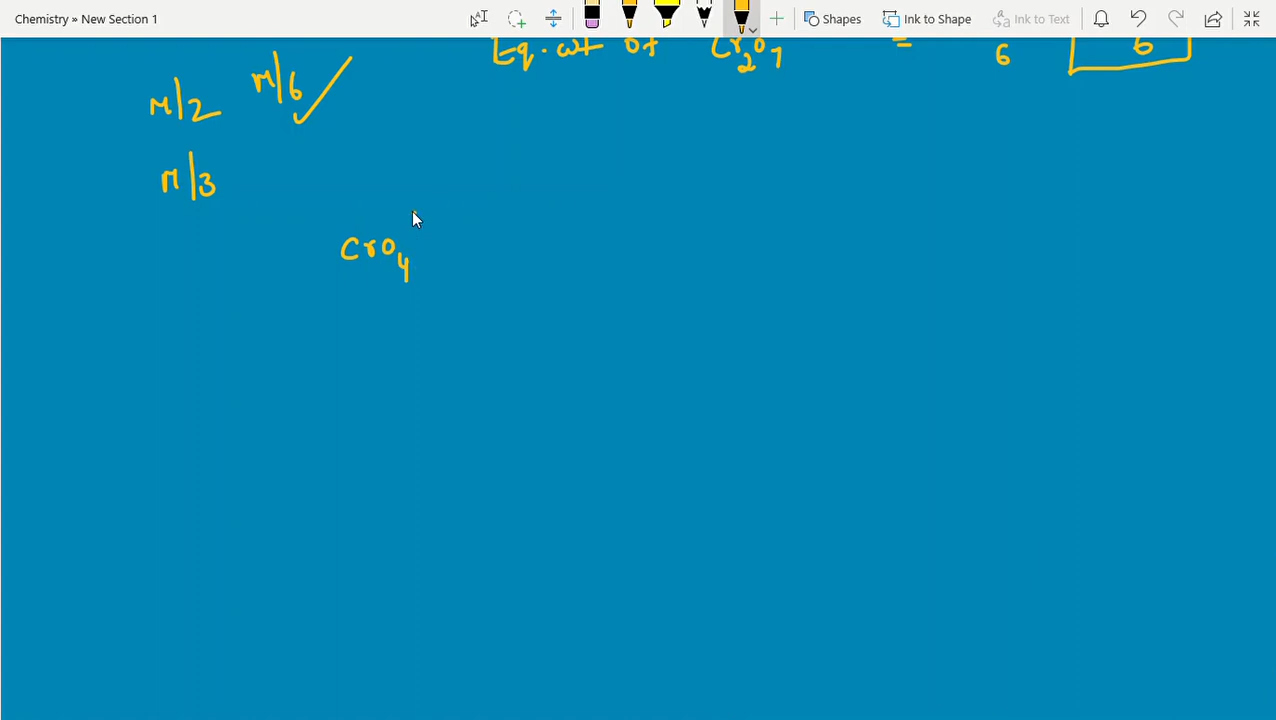 Chemistry » New Section 1
Shapes
Ink to Shape
Ink to Text
Eq. wt of Cr2O7 = 6 6
M/2 M/6
M/3
CrO4